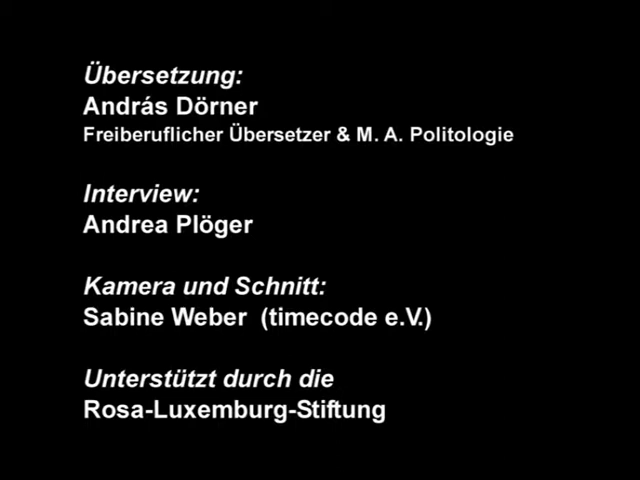 Übersetzung:
András Dörner
Freiberuflicher Übersetzer & M. A. Politologie
Interview:
Andrea Plöger
Kamera und Schnitt:
Sabine Weber (timecode e.V.)
Unterstützt durch die
Rosa-Luxemburg-Stiftung